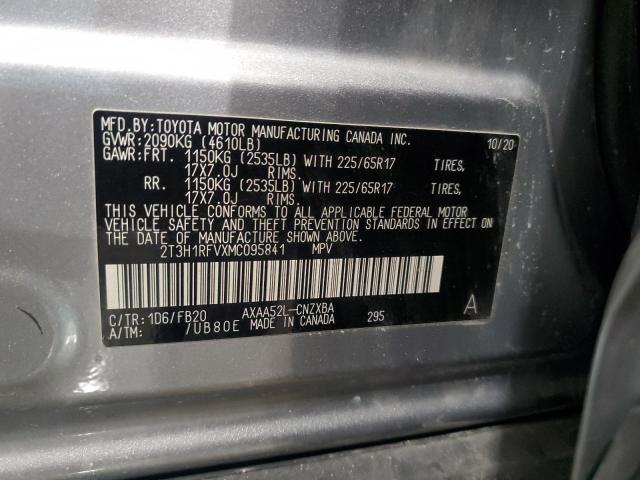 MFD.BY:TOYOTA MOTOR MANUFACTURING CANADA INC.
GVWR:2090KG (4610LB) 10/20
GAWR:FRT. 1150KG (2535LB) WITH 225/65R17 TIRES,
17X7.0J RIMS.
RR. 1150KG (2535LB) WITH 225/65R17 TIRES,
17X7.0J RIMS.
THIS VEHICLE CONFORMS TO ALL APPLICABLE FEDERAL MOTOR
VEHICLE SAFETY AND THEFT PREVENTION STANDARDS IN EFFECT ON
THE DATE OF MANUFACTURE SHOWN ABOVE.
2T3H1RFVXMC095841 MPV
C/TR:1D6/FB20 AXAA52L-CNZXBA 295 A
A/TM: /UB80E MADE IN CANADA